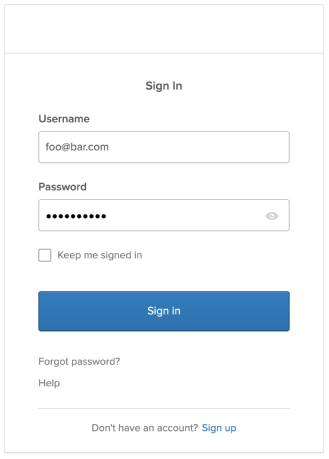 Sign In
Username
foo@bar.com
Password
••••••••••
Keep me signed in
Sign in
Forgot password?
Help
Don't have an account? Sign up